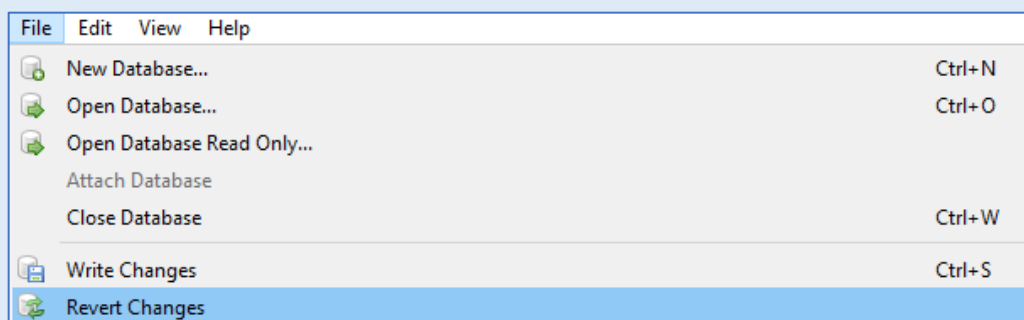 File Edit View Help
New Database... Ctrl+N
Open Database... Ctrl+O
Open Database Read Only...
Attach Database
Close Database Ctrl+W
Write Changes Ctrl+S
Revert Changes